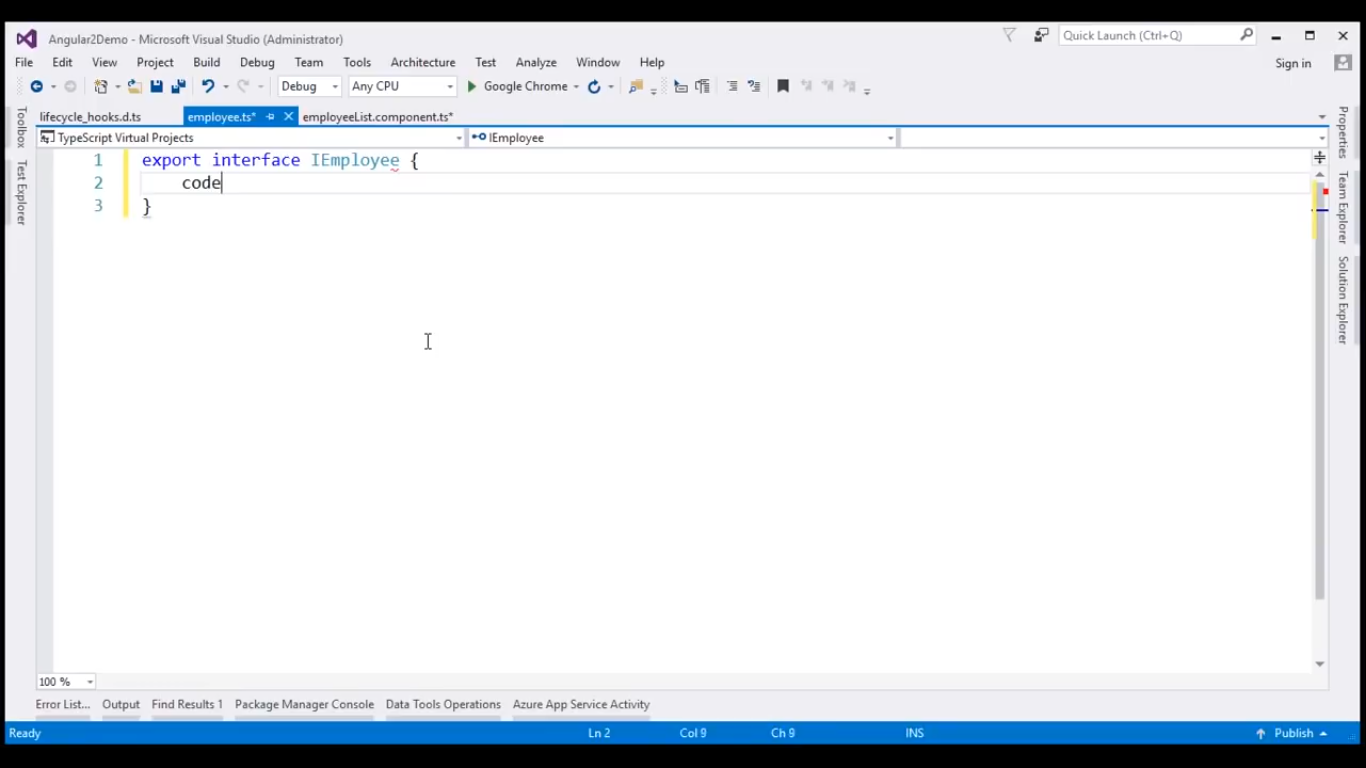 Angular2Demo - Microsoft Visual Studio (Administrator)
Quick Launch (Ctrl+Q)
File Edit View Project Build Debug Team Tools Architecture Test Analyze Window Help
Sign in
Debug Any CPU Google Chrome
lifecycle_hooks.d.ts employee.ts* employeeList.component.ts*
TypeScript Virtual Projects IEmployee
1 export interface IEmployee {
2 code
3 }
Toolbox
Test Explorer
Properties
Team Explorer
Solution Explorer
100 %
Error List... Output Find Results 1 Package Manager Console Data Tools Operations Azure App Service Activity
Ready Ln 2 Col 9 Ch 9 INS Publish